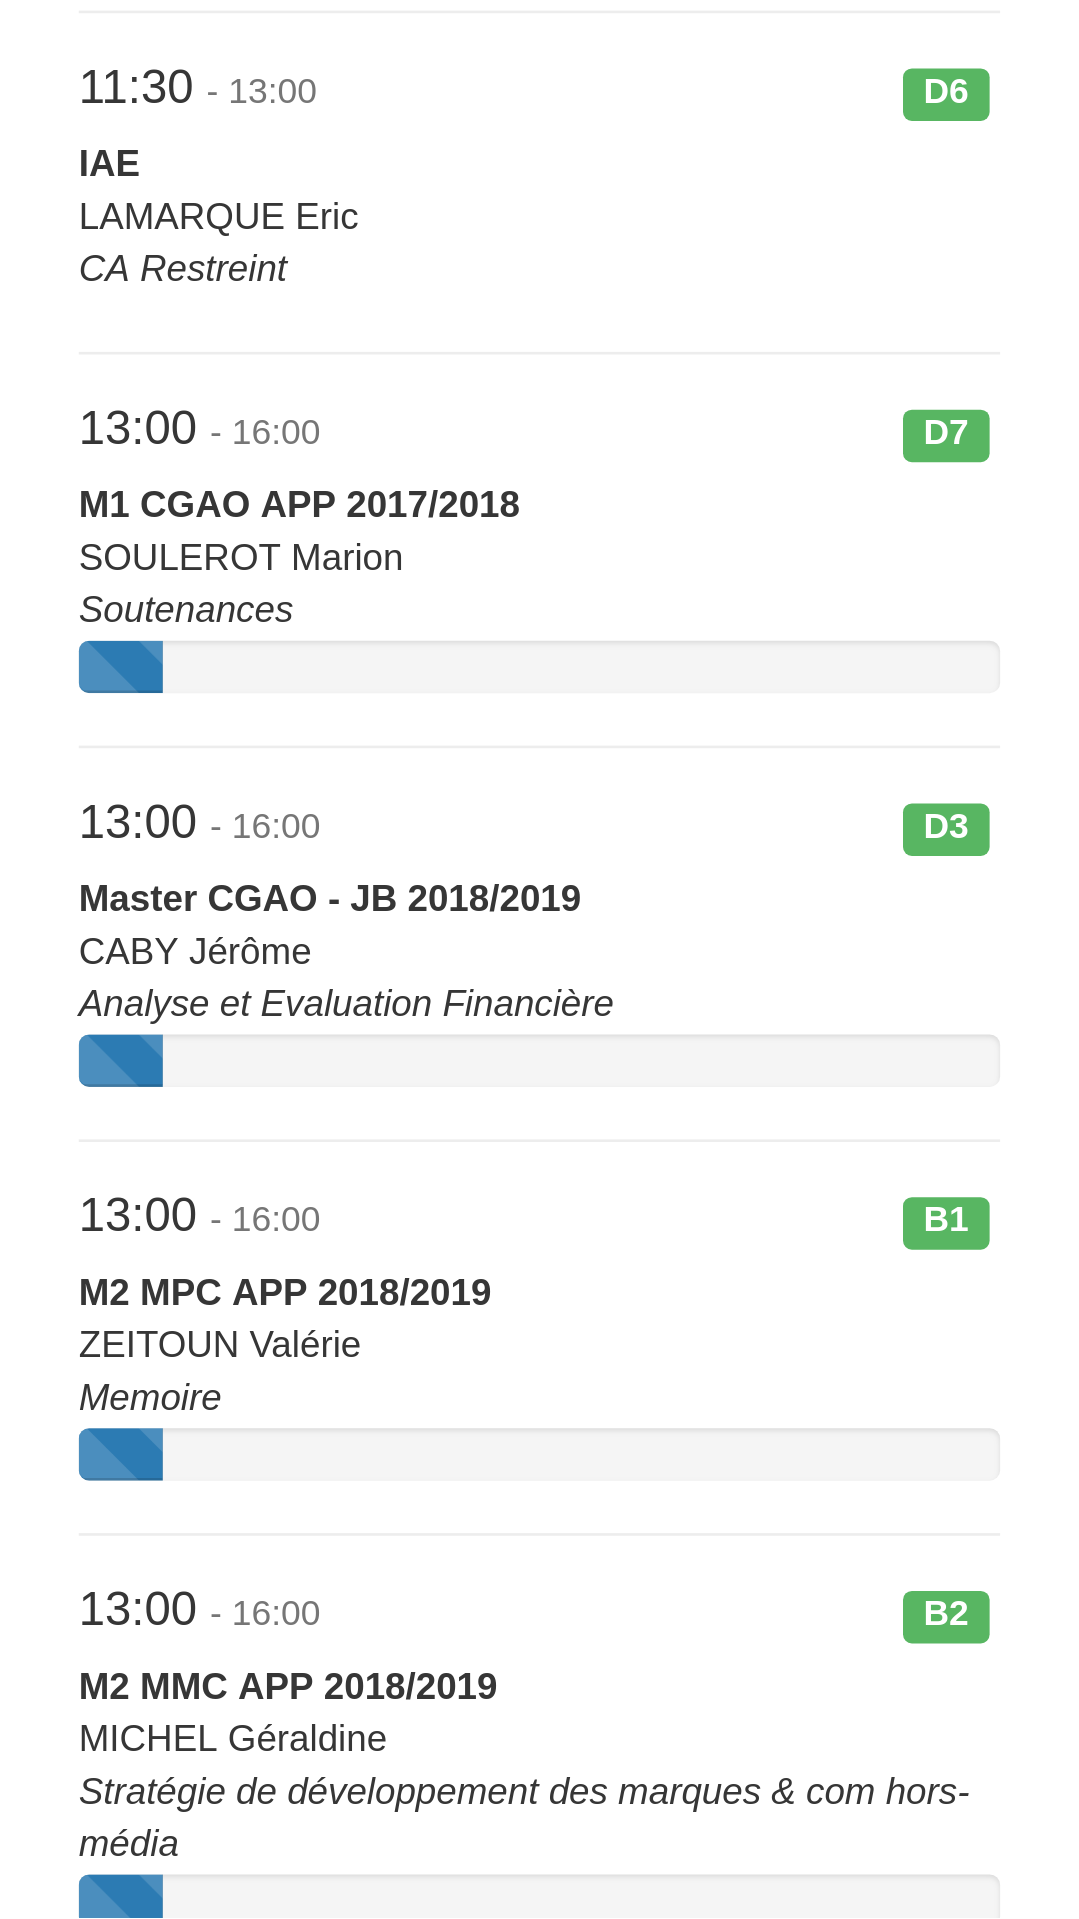 11:30 - 13:00 D6
IAE
LAMARQUE Eric
CA Restreint
13:00 - 16:00 D7
M1 CGAO APP 2017/2018
SOULEROT Marion
Soutenances
13:00 - 16:00 D3
Master CGAO - JB 2018/2019
CABY Jérôme
Analyse et Evaluation Financière
13:00 - 16:00 B1
M2 MPC APP 2018/2019
ZEITOUN Valérie
Memoire
13:00 - 16:00 B2
M2 MMC APP 2018/2019
MICHEL Géraldine
Stratégie de développement des marques & com hors-
média